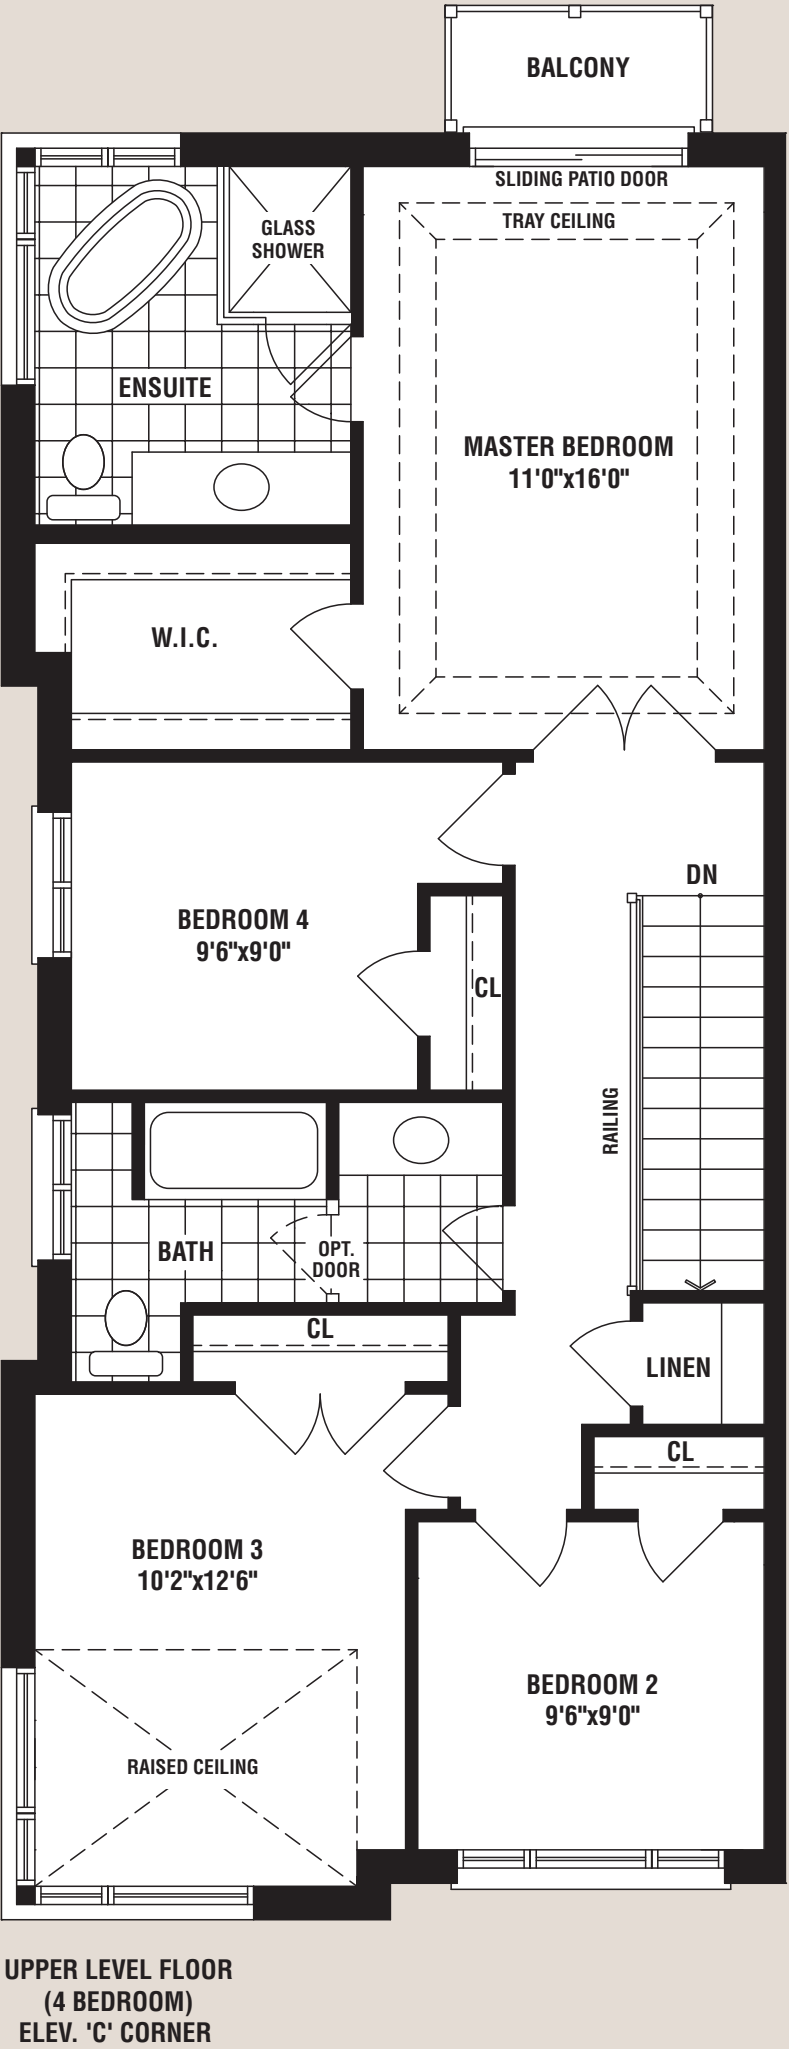 BALCONY
SLIDING PATIO DOOR
TRAY CEILING
GLASS
SHOWER
ENSUITE
MASTER BEDROOM
11'0"x16'0"
W.I.C.
DN
BEDROOM 4
9'6"x9'0"
CL
RAILING
BATH
OPT.
DOOR
CL
LINEN
CL
BEDROOM 3
10'2"x12'6"
BEDROOM 2
9'6"x9'0"
RAISED CEILING
UPPER LEVEL FLOOR
(4 BEDROOM)
ELEV. 'C' CORNER